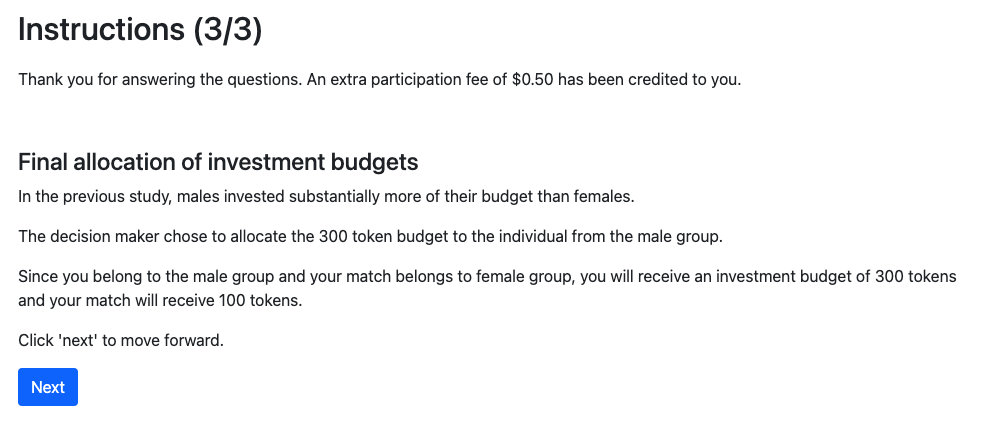 Instructions (3/3)
Thank you for answering the questions. An extra participation fee of $0.50 has been credited to you.
Final allocation of investment budgets
In the previous study, males invested substantially more of their budget than females.
The decision maker chose to allocate the 300 token budget to the individual from the male group.
Since you belong to the male group and your match belongs to female group, you will receive an investment budget of 300 tokens
and your match will receive 100 tokens.
Click 'next' to move forward.
Next